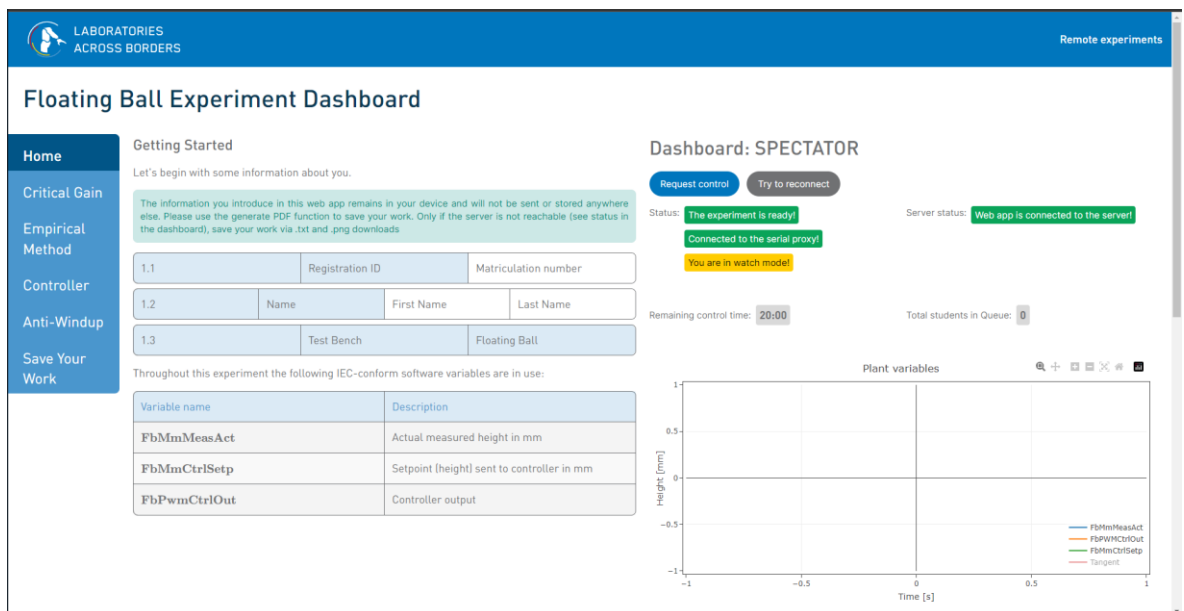 LABORATORIES
ACROSS BORDERS
Remote experiments
Floating Ball Experiment Dashboard
Home
Critical Gain
Empirical
Method
Controller
Anti-Windup
Save Your
Work
Getting Started
Let's begin with some information about you.
The information you introduce in this web app remains in your device and will not be sent or stored anywhere
else. Please use the generate PDF function to save your work. Only if the server is not reachable (see status in
the dashboard), save your work via .txt and .png downloads
1.1 Registration ID Matriculation number
1.2 Name First Name Last Name
1.3 Test Bench Floating Ball
Throughout this experiment the following IEC-conform software variables are in use:
Variable name Description
FbMmMeasAct Actual measured height in mm
FbMmCtrlSetp Setpoint (height) sent to controller in mm
FbPwmCtrlOut Controller output
Dashboard: SPECTATOR
Request control Try to reconnect
Status: The experiment is ready! Server status: Web app is connected to the server!
Connected to the serial proxy!
You are in watch mode!
Remaining control time: 20:00 Total students in Queue: 0
Plant variables
1
0.5
0
−0.5
−1
Height [mm]
FbMmMeasAct
FbPWMCtrlOut
FbMmCtrlSetp
Tangent
−1 −0.5 0 0.5 1
Time [s]